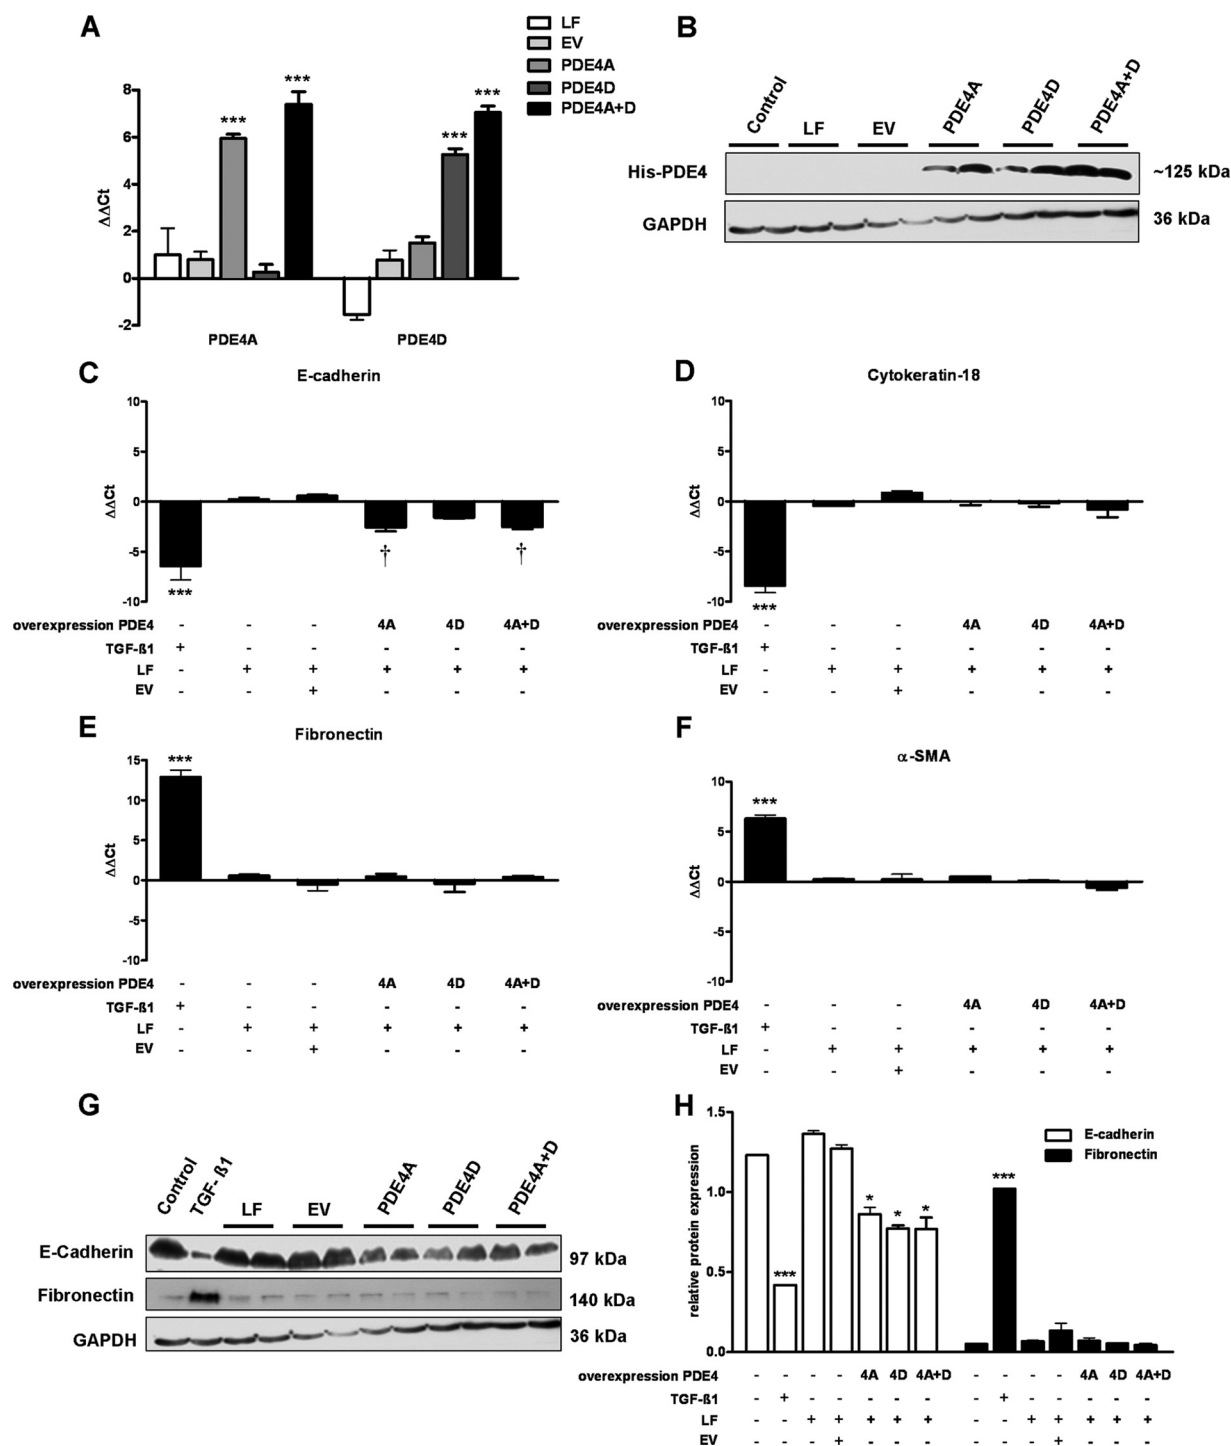 A
LF
EV
PDE4A
PDE4D
PDE4A+D
ΔΔCt
8
6
4
2
0
-2
***
***
***
***
PDE4A
PDE4D
B
Control
LF
EV
PDE4A
PDE4D
PDE4A+D
His-PDE4
~125 kDa
GAPDH
36 kDa
C
E-cadherin
ΔΔCt
10
5
0
-5
-10
***
†
†
overexpression PDE4 - - - 4A 4D 4A+D
TGF-ß1 + - - - - -
LF - + + + + +
EV - - + - - -
D
Cytokeratin-18
ΔΔCt
10
5
0
-5
-10
***
overexpression PDE4 - - - 4A 4D 4A+D
TGF-ß1 + - - - - -
LF - + + + + +
EV - - + - - -
E
Fibronectin
ΔΔCt
15
10
5
0
-5
-10
***
overexpression PDE4 - - - 4A 4D 4A+D
TGF-ß1 + - - - - -
LF - + + + + +
EV - - + - - -
F
α-SMA
ΔΔCt
10
5
0
-5
-10
***
overexpression PDE4 - - - 4A 4D 4A+D
TGF-ß1 + - - - - -
LF - + + + + +
EV - - + - - -
G
Control
TGF- ß1
LF
EV
PDE4A
PDE4D
PDE4A+D
E-Cadherin
97 kDa
Fibronectin
140 kDa
GAPDH
36 kDa
H
relative protein expression
1.5
1.0
0.5
0.0
E-cadherin
Fibronectin
***
*
*
*
***
overexpression PDE4 - - - - 4A 4D 4A+D - - - - 4A 4D 4A+D
TGF-ß1 - + - - - - - - + - - - - -
LF - - + + + + + - - + + + + +
EV - - - + - - - - - - + - - -